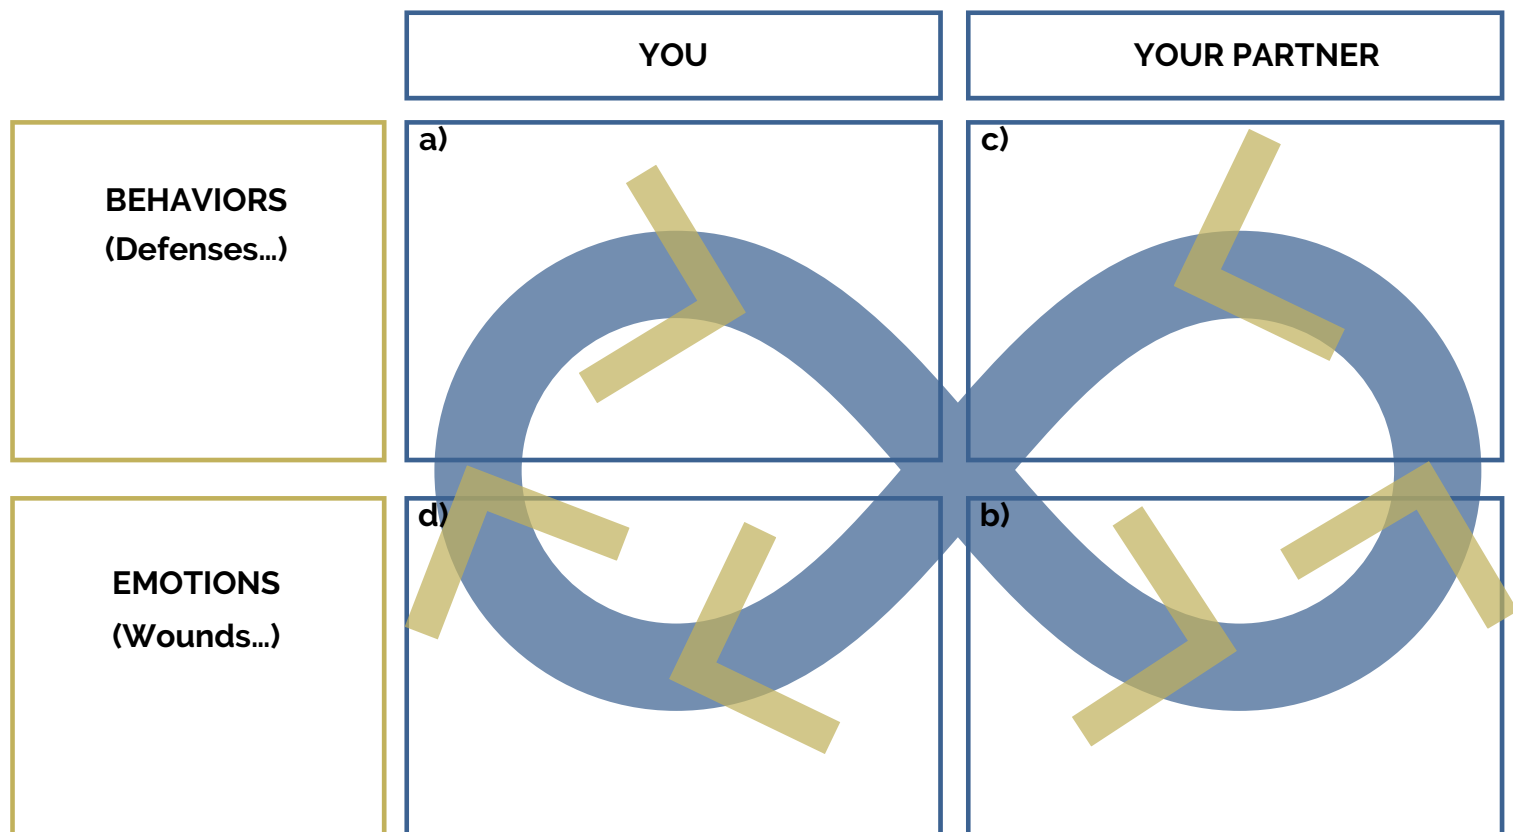 YOU
YOUR PARTNER
BEHAVIORS
(Defenses...)
a)
c)
EMOTIONS
(Wounds...)
d)
b)